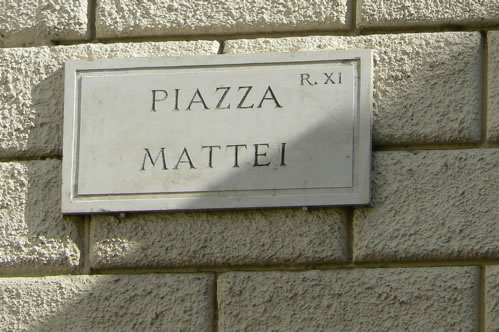 R. XI
PIAZZA
MATTEI